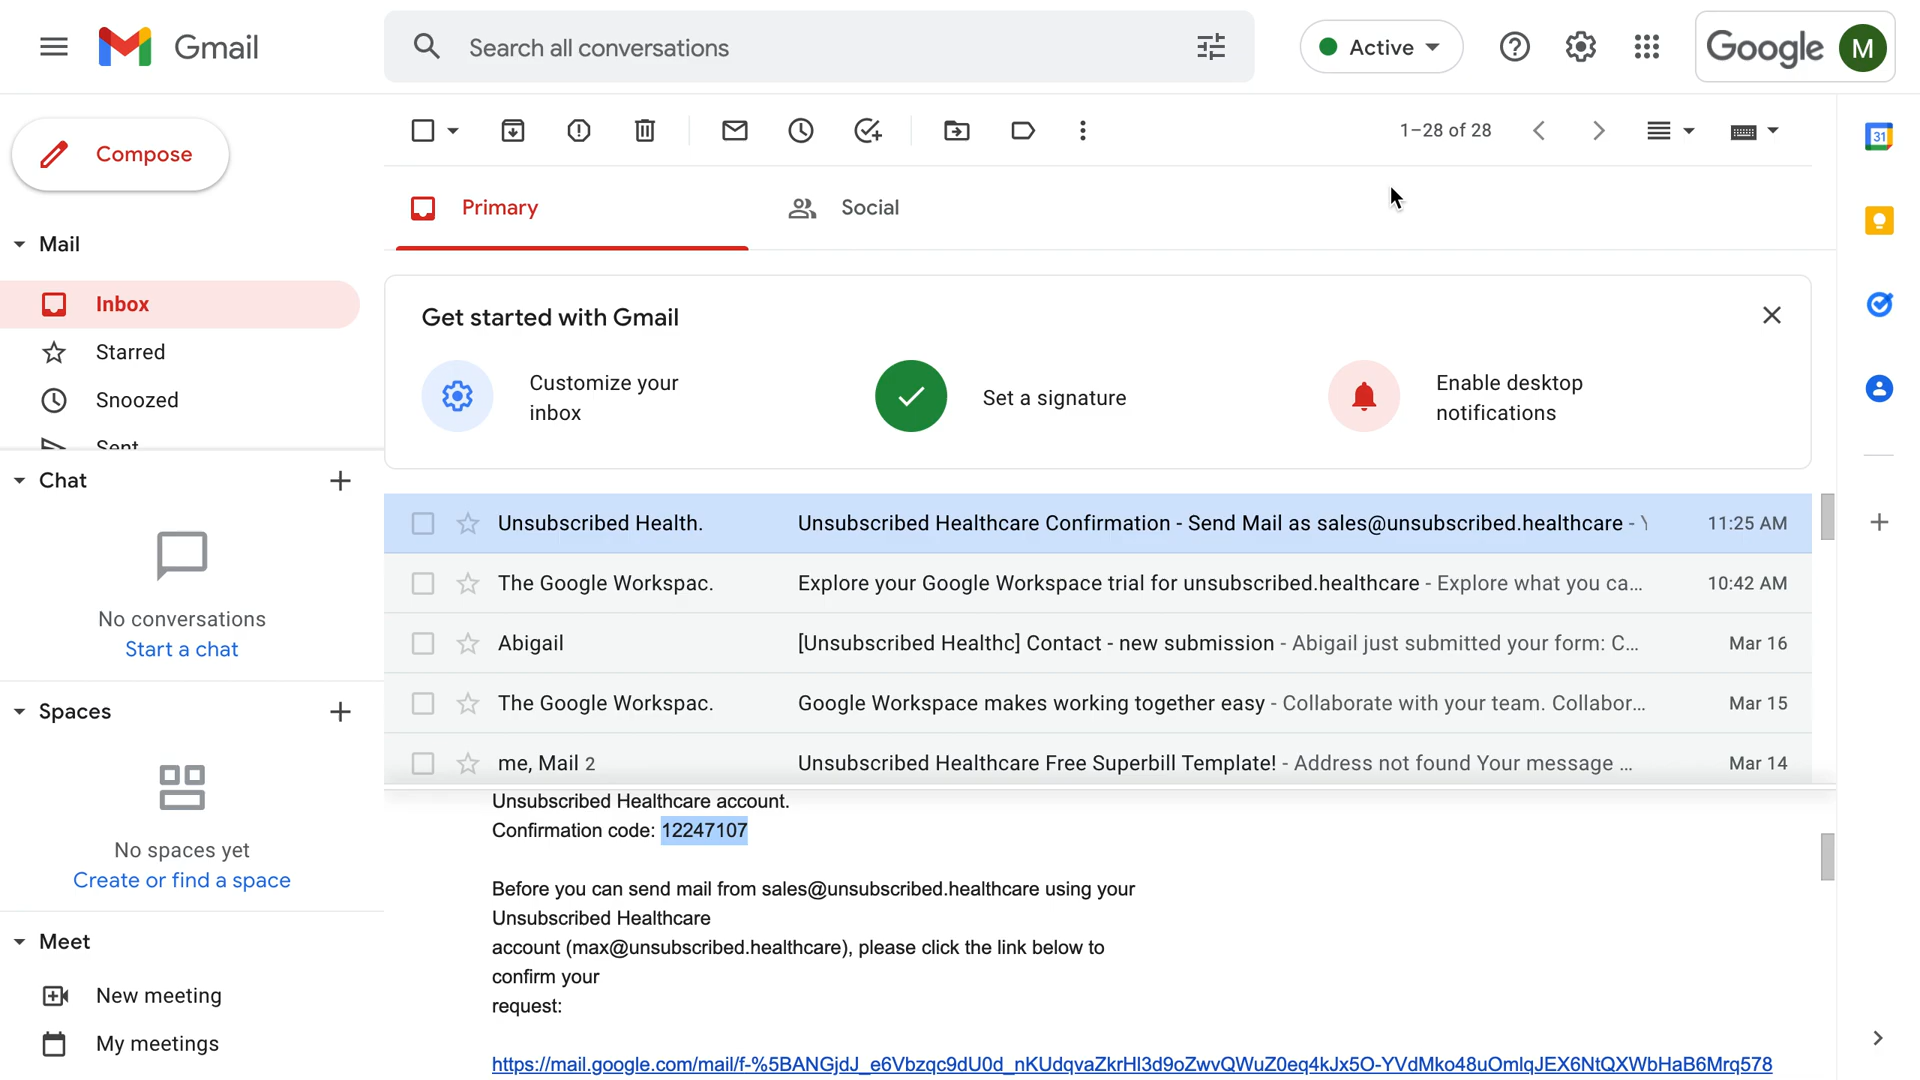 Gmail
Search all conversations
Active
Google
M
Compose
1–28 of 28
31
Mail
Primary
Social
Inbox
Starred
Snoozed
Sent
Get started with Gmail
Customize your
inbox
Set a signature
Enable desktop
notifications
Chat
No conversations
Start a chat
Spaces
No spaces yet
Create or find a space
Meet
New meeting
My meetings
Unsubscribed Health. Unsubscribed Healthcare Confirmation - Send Mail as sales@unsubscribed.healthcare - 11:25 AM
The Google Workspac. Explore your Google Workspace trial for unsubscribed.healthcare - Explore what you ca... 10:42 AM
Abigail [Unsubscribed Healthc] Contact - new submission - Abigail just submitted your form: C... Mar 16
The Google Workspac. Google Workspace makes working together easy - Collaborate with your team. Collabor... Mar 15
me, Mail 2 Unsubscribed Healthcare Free Superbill Template! - Address not found Your message ... Mar 14
Unsubscribed Healthcare account.
Confirmation code: 12247107
Before you can send mail from sales@unsubscribed.healthcare using your
Unsubscribed Healthcare
account (max@unsubscribed.healthcare), please click the link below to
confirm your
request:
https://mail.google.com/mail/f-%5BANGjdJ_e6Vbzqc9dU0d_nKUdqvaZkrHl3d9oZwvQWuZ0eq4kJx5O-YVdMko48uOmlqJEX6NtQXWbHaB6Mrq578